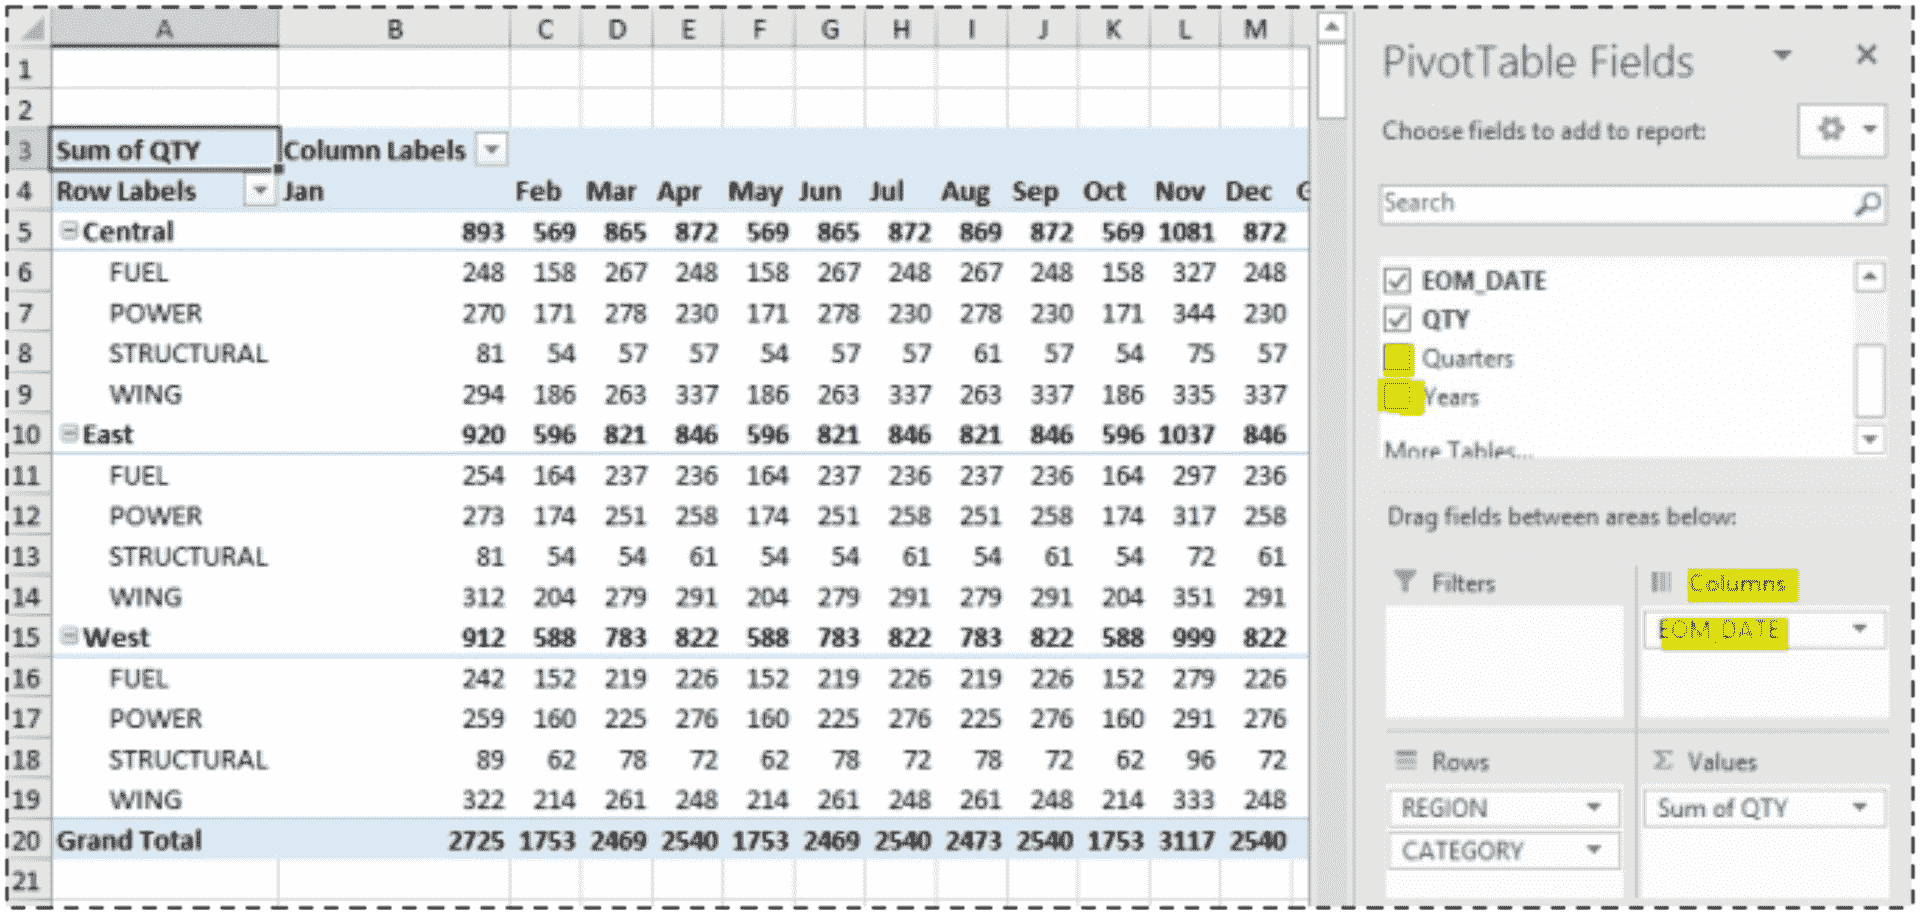 A B C D E F G H I J K L M
1
2
3 Sum of QTY Column Labels
4 Row Labels Jan Feb Mar Apr May Jun Jul Aug Sep Oct Nov Dec G
5 Central 893 569 865 872 569 865 872 869 872 569 1081 872
6 FUEL 248 158 267 248 158 267 248 267 248 158 327 248
7 POWER 270 171 278 230 171 278 230 278 230 171 344 230
8 STRUCTURAL 81 54 57 57 54 57 57 61 57 54 75 57
9 WING 294 186 263 337 186 263 337 263 337 186 335 337
10 East 920 596 821 846 596 821 846 821 846 596 1037 846
11 FUEL 254 164 237 236 164 237 236 237 236 164 297 236
12 POWER 273 174 251 258 174 251 258 251 258 174 317 258
13 STRUCTURAL 81 54 54 61 54 54 61 54 61 54 72 61
14 WING 312 204 279 291 204 279 291 279 291 204 351 291
15 West 912 588 783 822 588 783 822 783 822 588 999 822
16 FUEL 242 152 219 226 152 219 226 219 226 152 279 226
17 POWER 259 160 225 276 160 225 276 225 276 160 291 276
18 STRUCTURAL 89 62 78 72 62 78 72 78 72 62 96 72
19 WING 322 214 261 248 214 261 248 261 248 214 333 248
20 Grand Total 2725 1753 2469 2540 1753 2469 2540 2473 2540 1753 3117 2540
21
PivotTable Fields
Choose fields to add to report:
Search
EOM_DATE
QTY
Quarters
Years
More Tables...
Drag fields between areas below:
Filters
Columns
EOM_DATE
Rows
REGION
CATEGORY
Σ Values
Sum of QTY